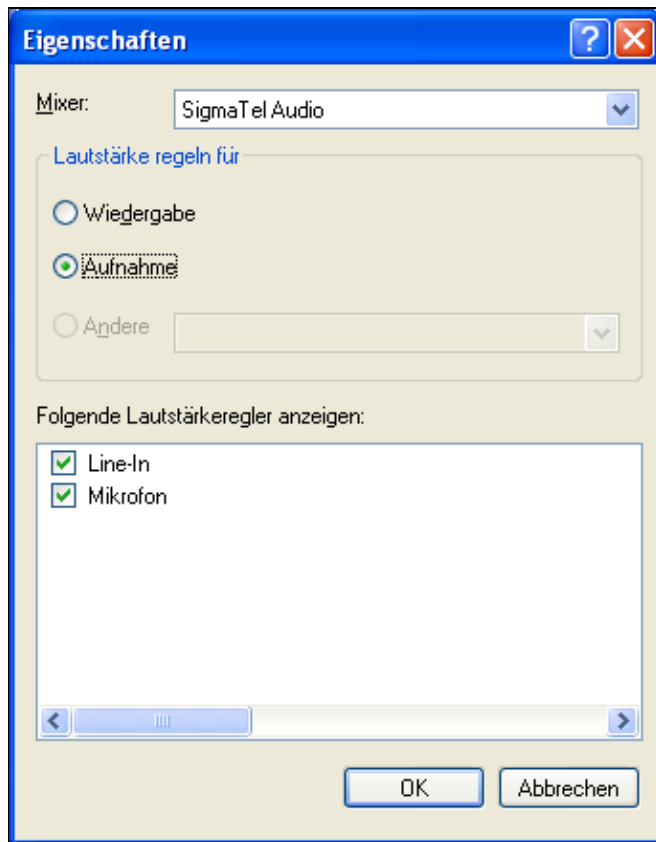 Eigenschaften
Mixer: SigmaTel Audio
Lautstärke regeln für
Wiedergabe
Aufnahme
Andere
Folgende Lautstärkeregler anzeigen:
Line-In
Mikrofon
OK Abbrechen